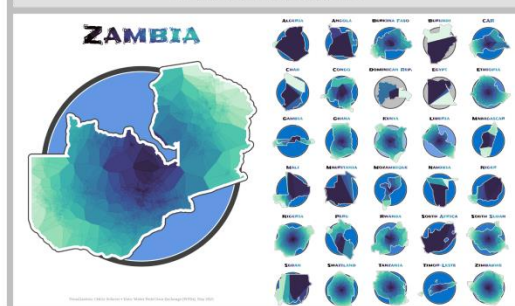 ZAMBIA
ALGERIA ANGOLA BURKINA FASO BURUNDI CAR
CHAD CONGO DOMINICAN REP. EGYPT ETHIOPIA
GAMBIA GHANA KENYA LIBERIA MADAGASCAR
MALI MAURITANIA MOZAMBIQUE NAMIBIA NIGER
NIGERIA PERU RWANDA SOUTH AFRICA SOUTH SUDAN
SUDAN SWAZILAND TANZANIA TIMOR-LESTE ZIMBABWE